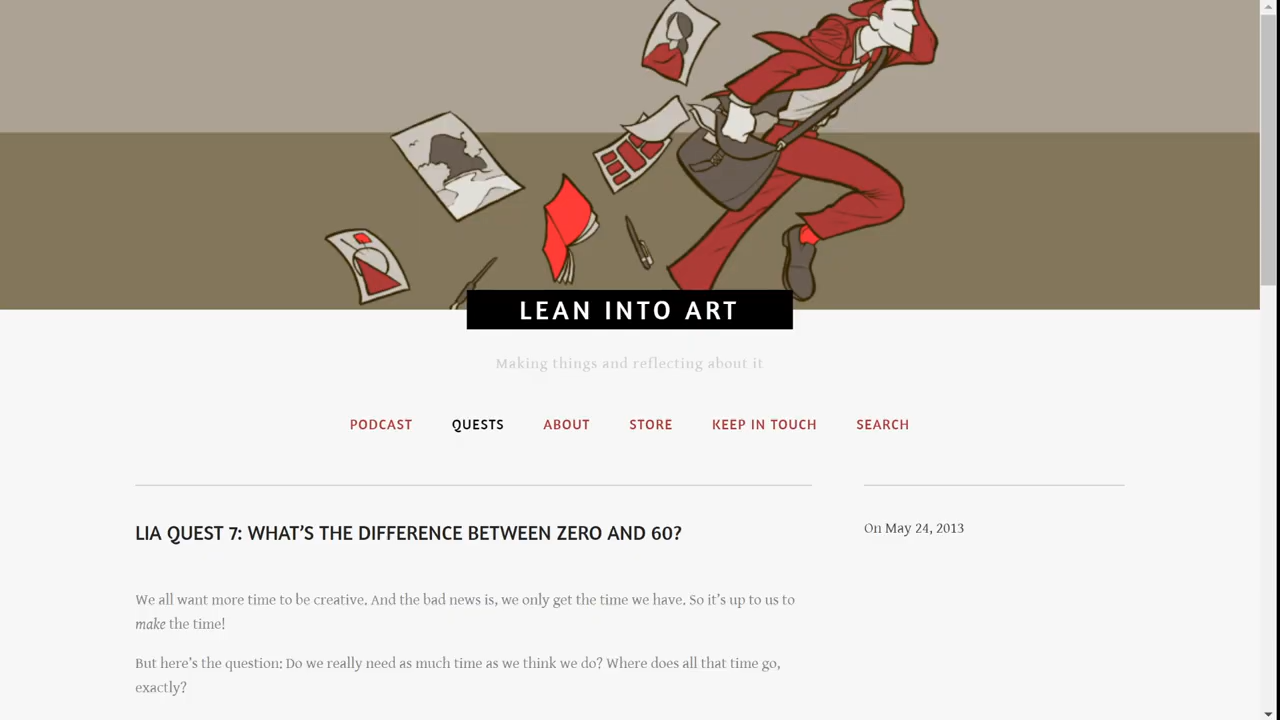 LEAN INTO ART
Making things and reflecting about it
PODCAST QUESTS ABOUT STORE KEEP IN TOUCH SEARCH
LIA QUEST 7: WHAT’S THE DIFFERENCE BETWEEN ZERO AND 60?
On May 24, 2013
We all want more time to be creative. And the bad news is, we only get the time we have. So it’s up to us to
make the time!
But here’s the question: Do we really need as much time as we think we do? Where does all that time go,
exactly?